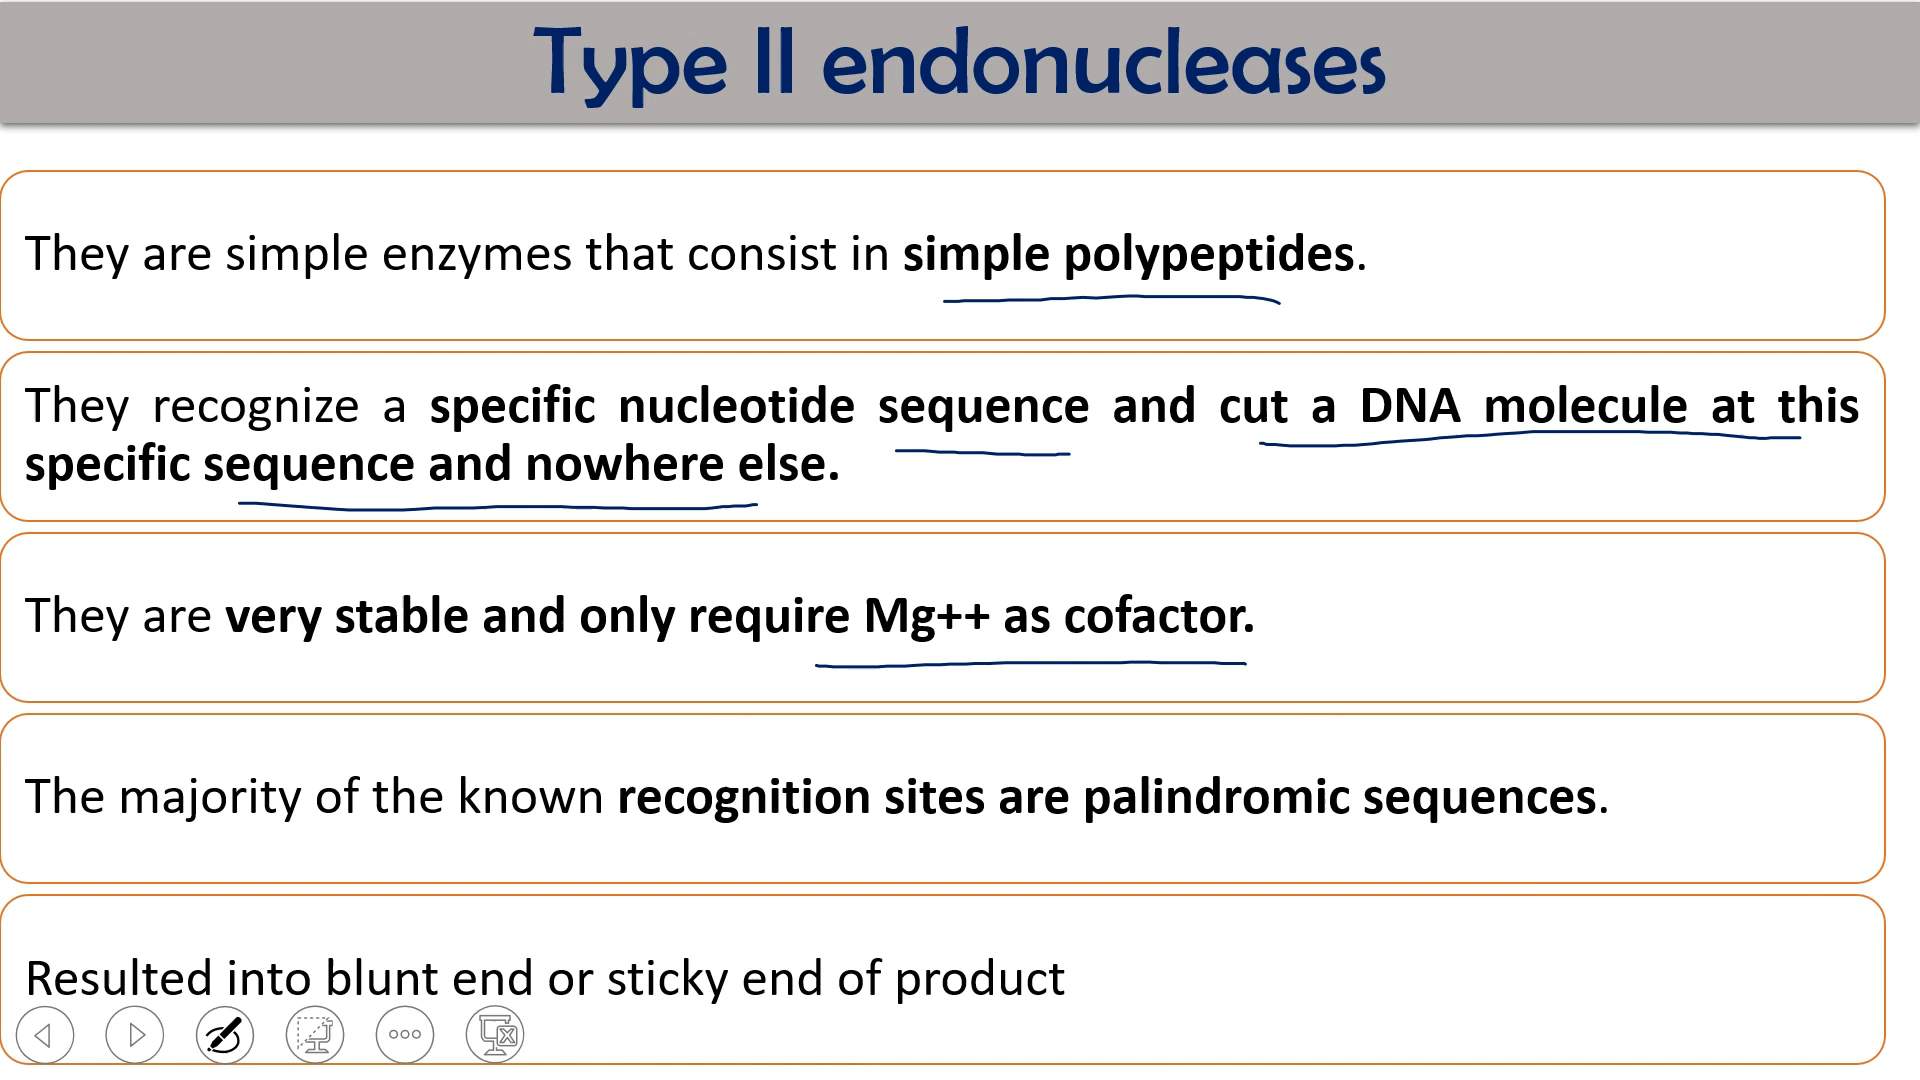 Type II endonucleases
They are simple enzymes that consist in simple polypeptides.
They recognize a specific nucleotide sequence and cut a DNA molecule at this
specific sequence and nowhere else.
They are very stable and only require Mg++ as cofactor.
The majority of the known recognition sites are palindromic sequences.
Resulted into blunt end or sticky end of product